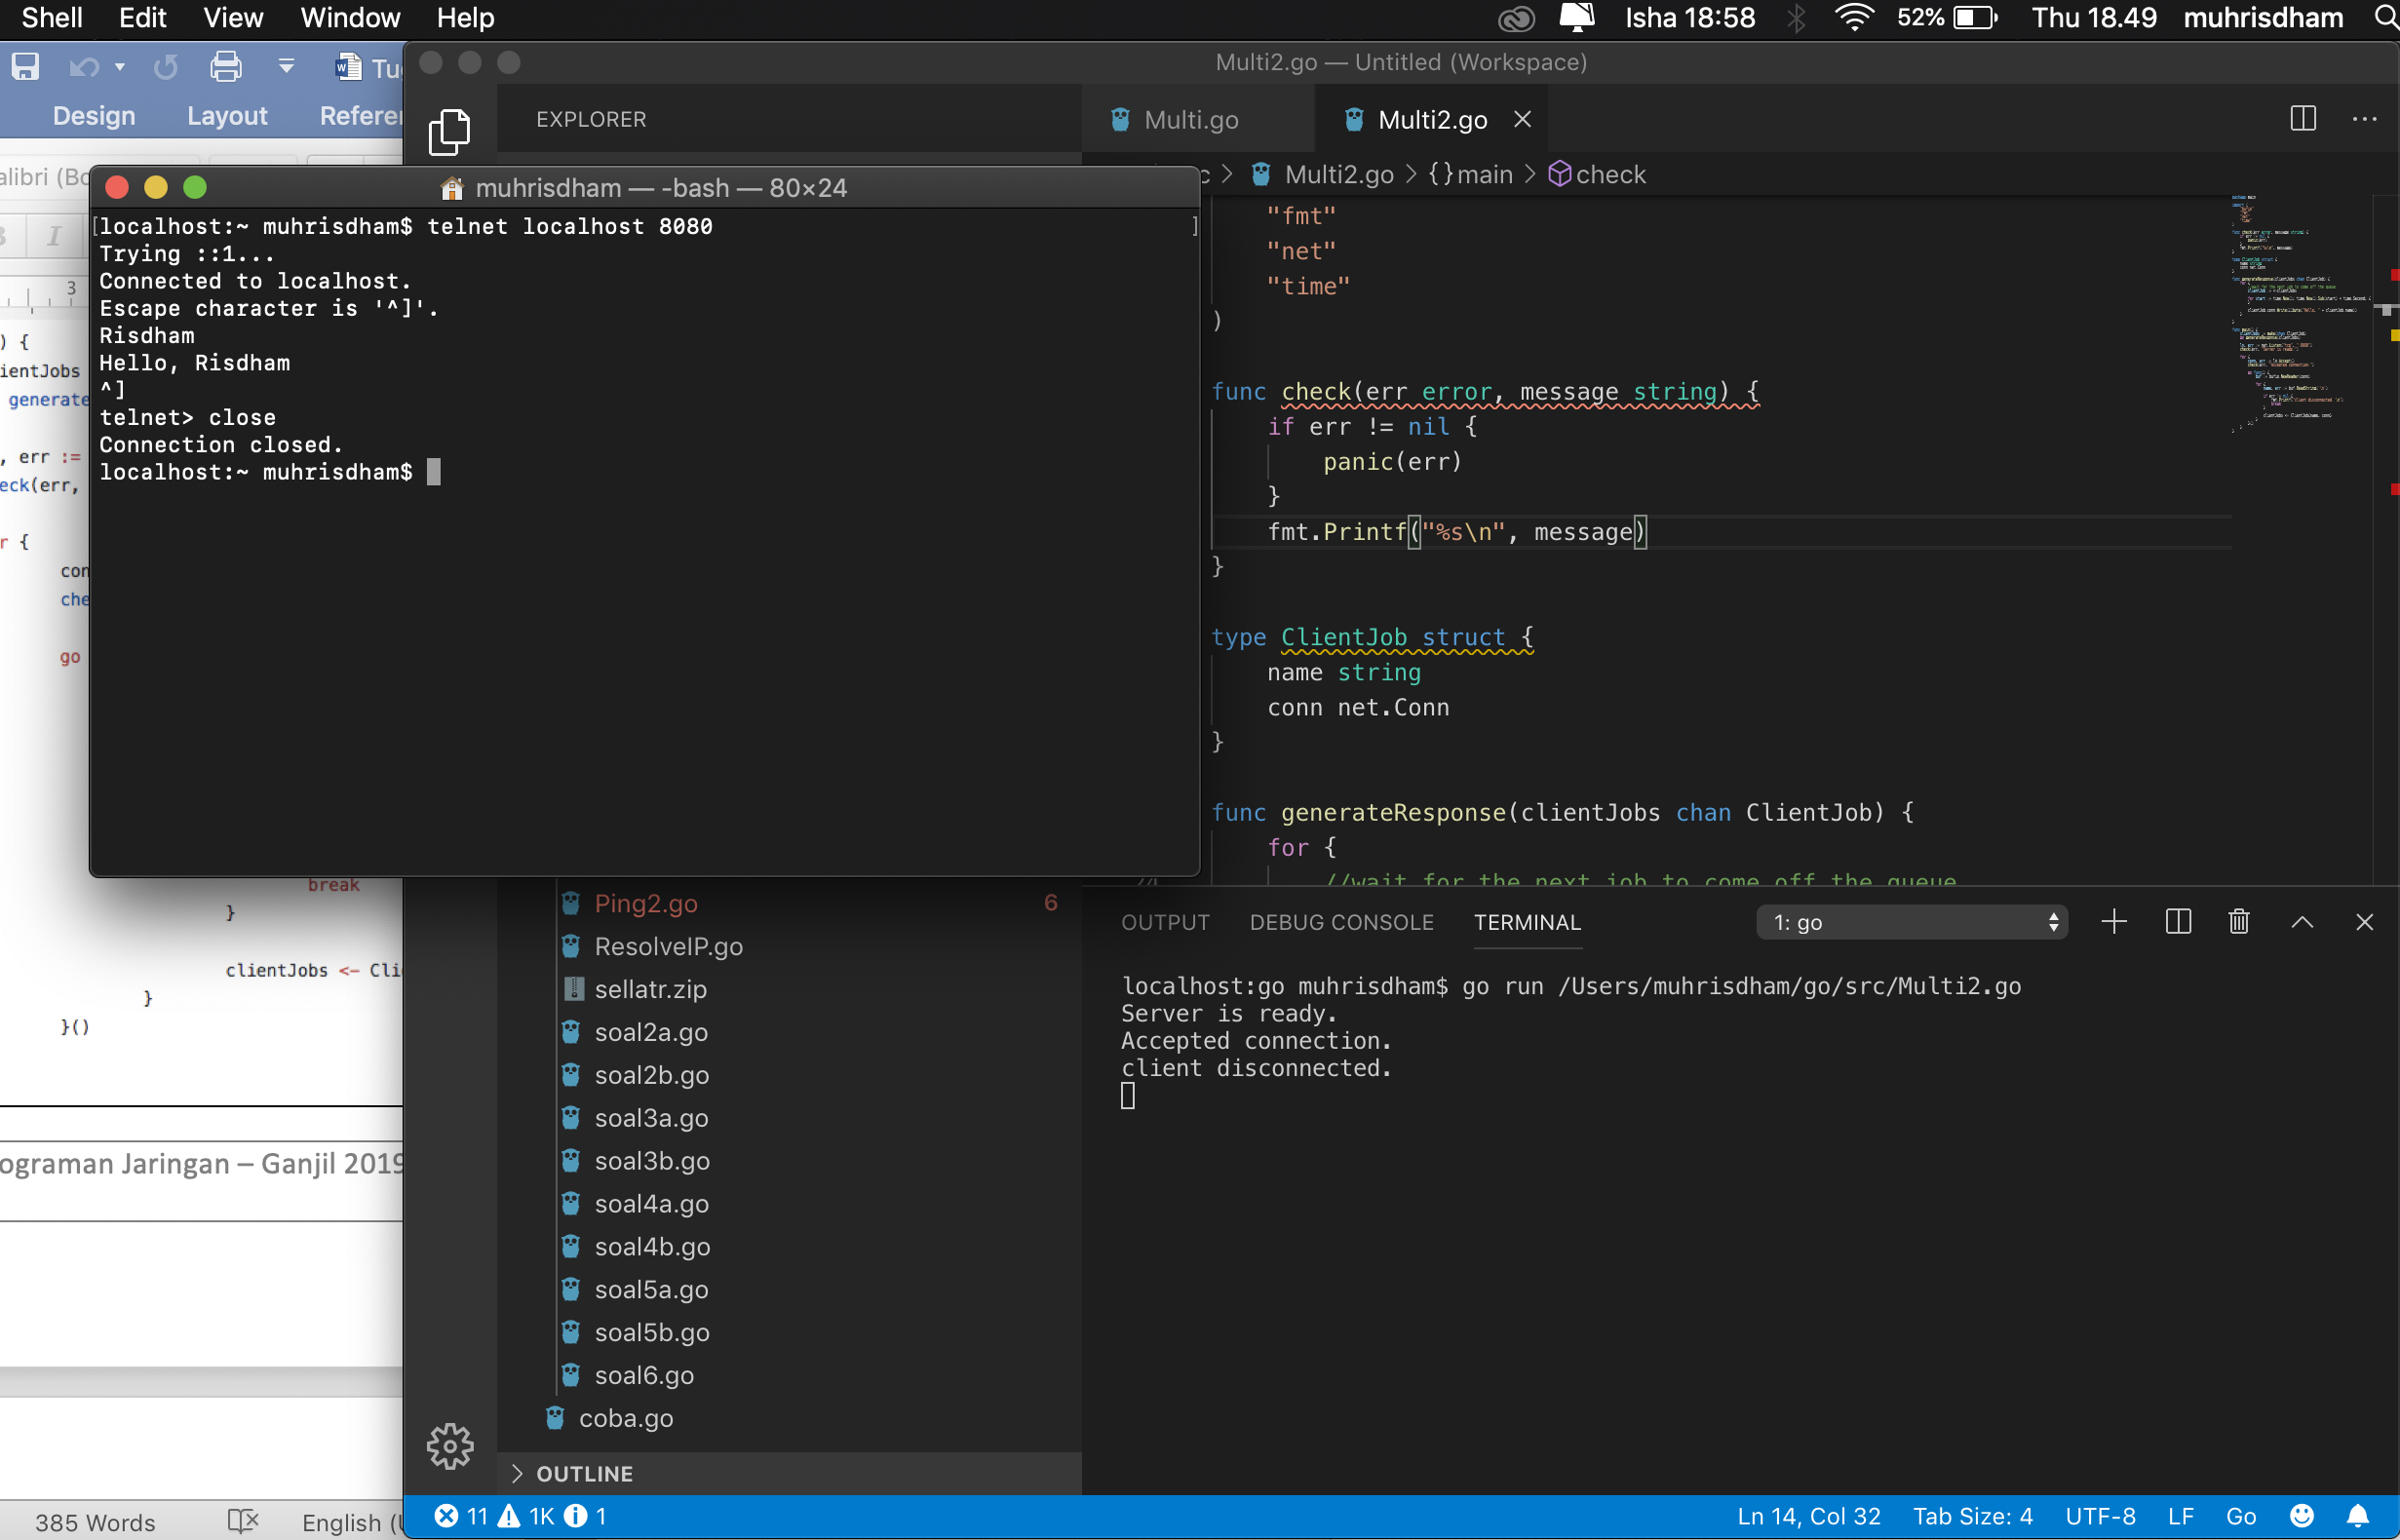 Shell Edit View Window Help Isha 18:58 52% Thu 18.49 muhrisdham
Design Layout
alibri (Bo
I
3
) {
ientJobs
generate
, err :=
eck(err,
r {
con
che
go
break
}
clientJobs <- Clie
}
}()
ograman Jaringan – Ganjil 2019
385 Words English (U
muhrisdham — -bash — 80×24
[localhost:~ muhrisdham$ telnet localhost 8080 ]
Trying ::1...
Connected to localhost.
Escape character is '^]'.
Risdham
Hello, Risdham
^]
telnet> close
Connection closed.
localhost:~ muhrisdham$
Multi2.go — Untitled (Workspace)
EXPLORER
Multi.go Multi2.go
c > Multi2.go > {} main > check
"fmt"
"net"
"time"
)
func check(err error, message string) {
if err != nil {
panic(err)
}
fmt.Printf("%s\n", message)
}
type ClientJob struct {
name string
conn net.Conn
}
func generateResponse(clientJobs chan ClientJob) {
for {
//wait for the next job to come off the queue
Ping2.go 6
ResolveIP.go
sellatr.zip
soal2a.go
soal2b.go
soal3a.go
soal3b.go
soal4a.go
soal4b.go
soal5a.go
soal5b.go
soal6.go
coba.go
OUTLINE
OUTPUT DEBUG CONSOLE TERMINAL 1: go
localhost:go muhrisdham$ go run /Users/muhrisdham/go/src/Multi2.go
Server is ready.
Accepted connection.
client disconnected.
11 1K 1 Ln 14, Col 32 Tab Size: 4 UTF-8 LF Go